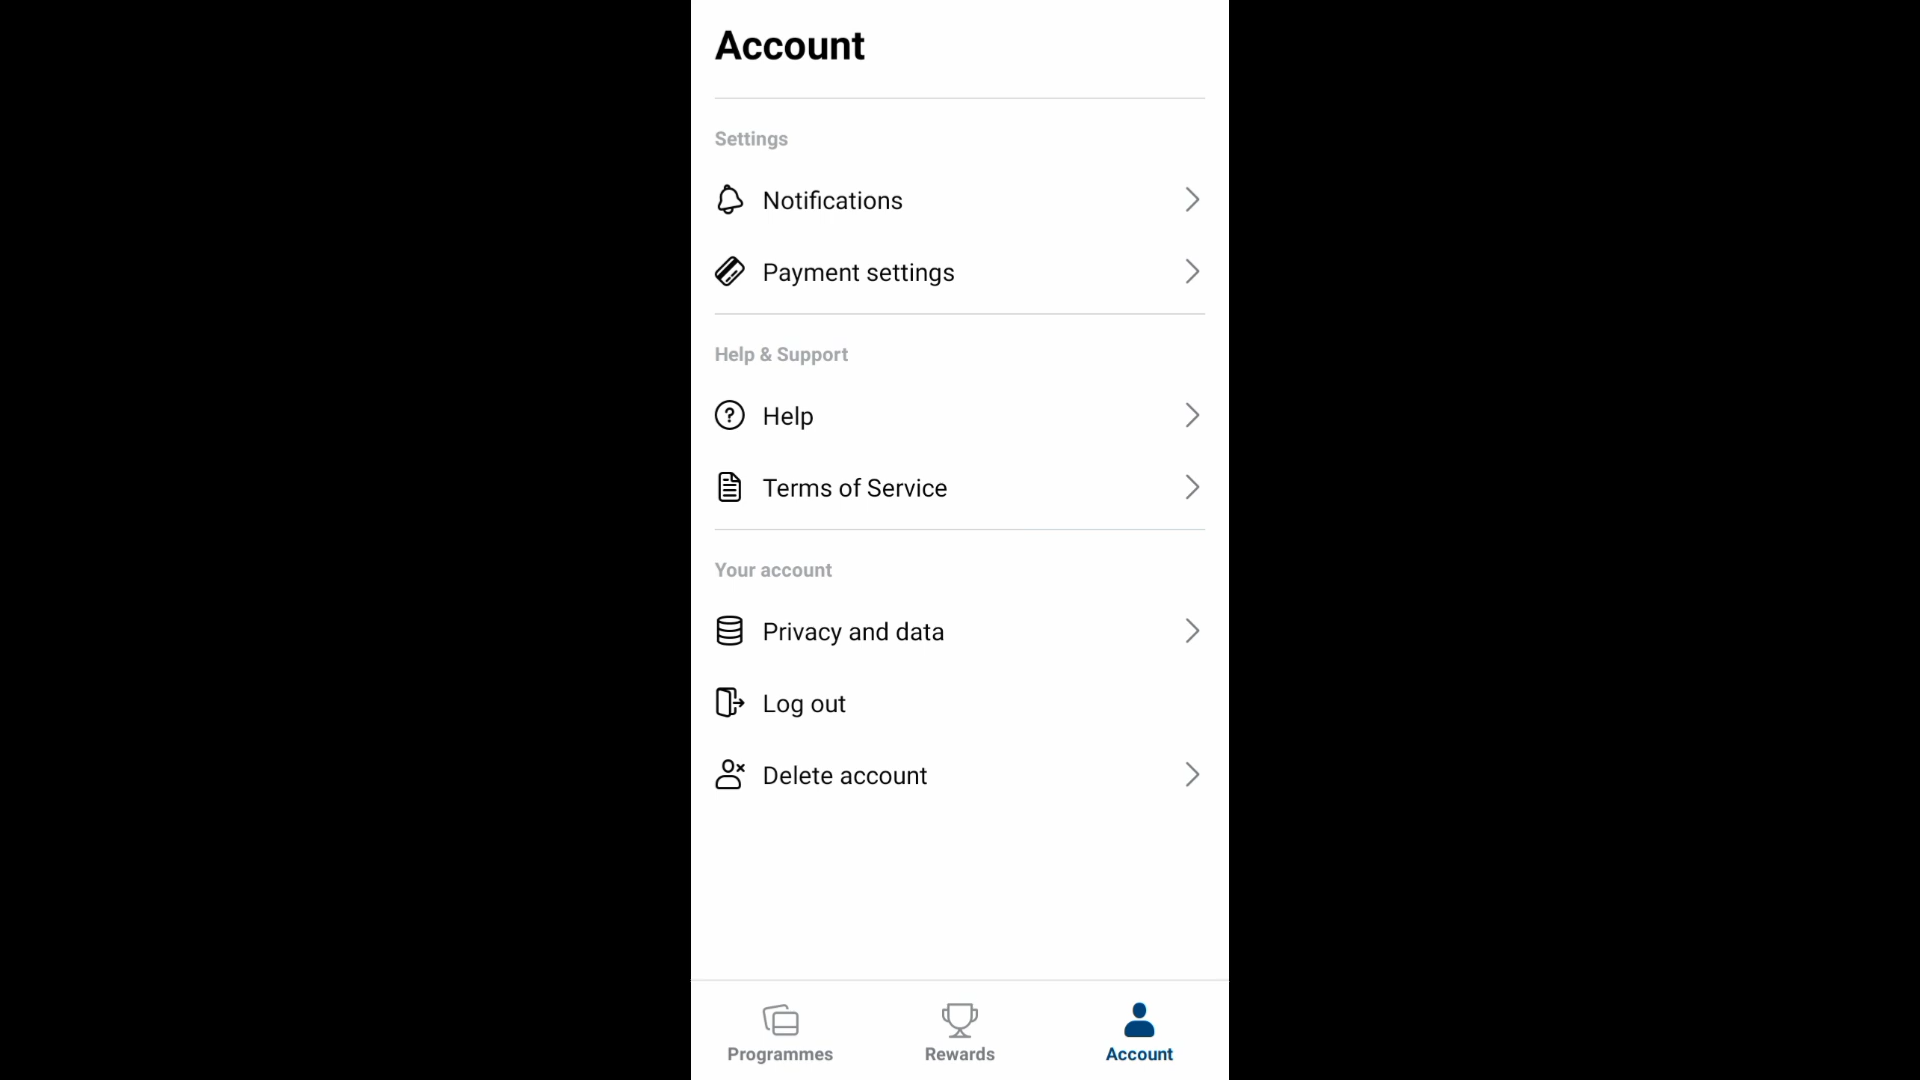 Account
Settings
Notifications
Payment settings
Help & Support
Help
Terms of Service
Your account
Privacy and data
Log out
Delete account
Programmes
Rewards
Account